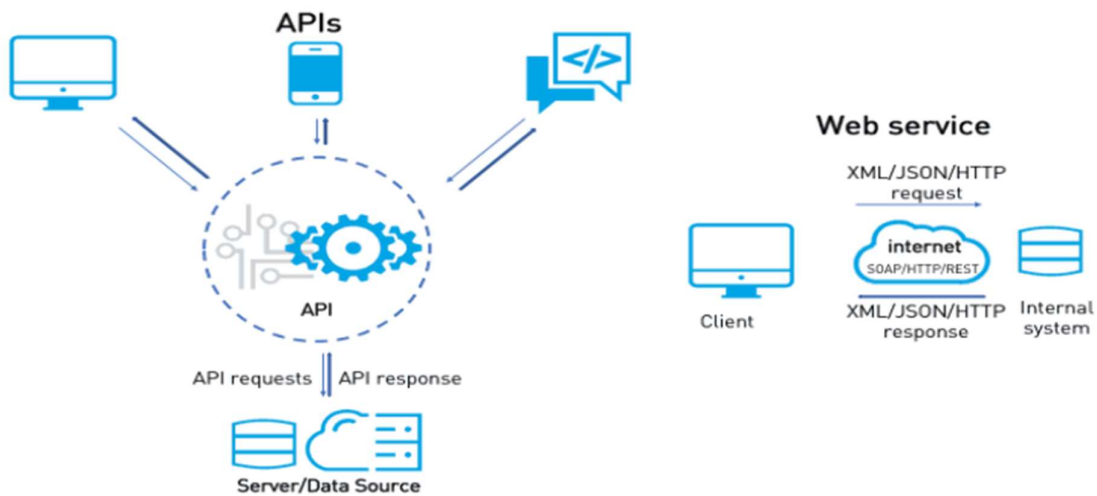 APIs
</>
API
API requests
API response
Server/Data Source
Web service
XML/JSON/HTTP
request
internet
SOAP/HTTP/REST
XML/JSON/HTTP
response
Client
Internal
system